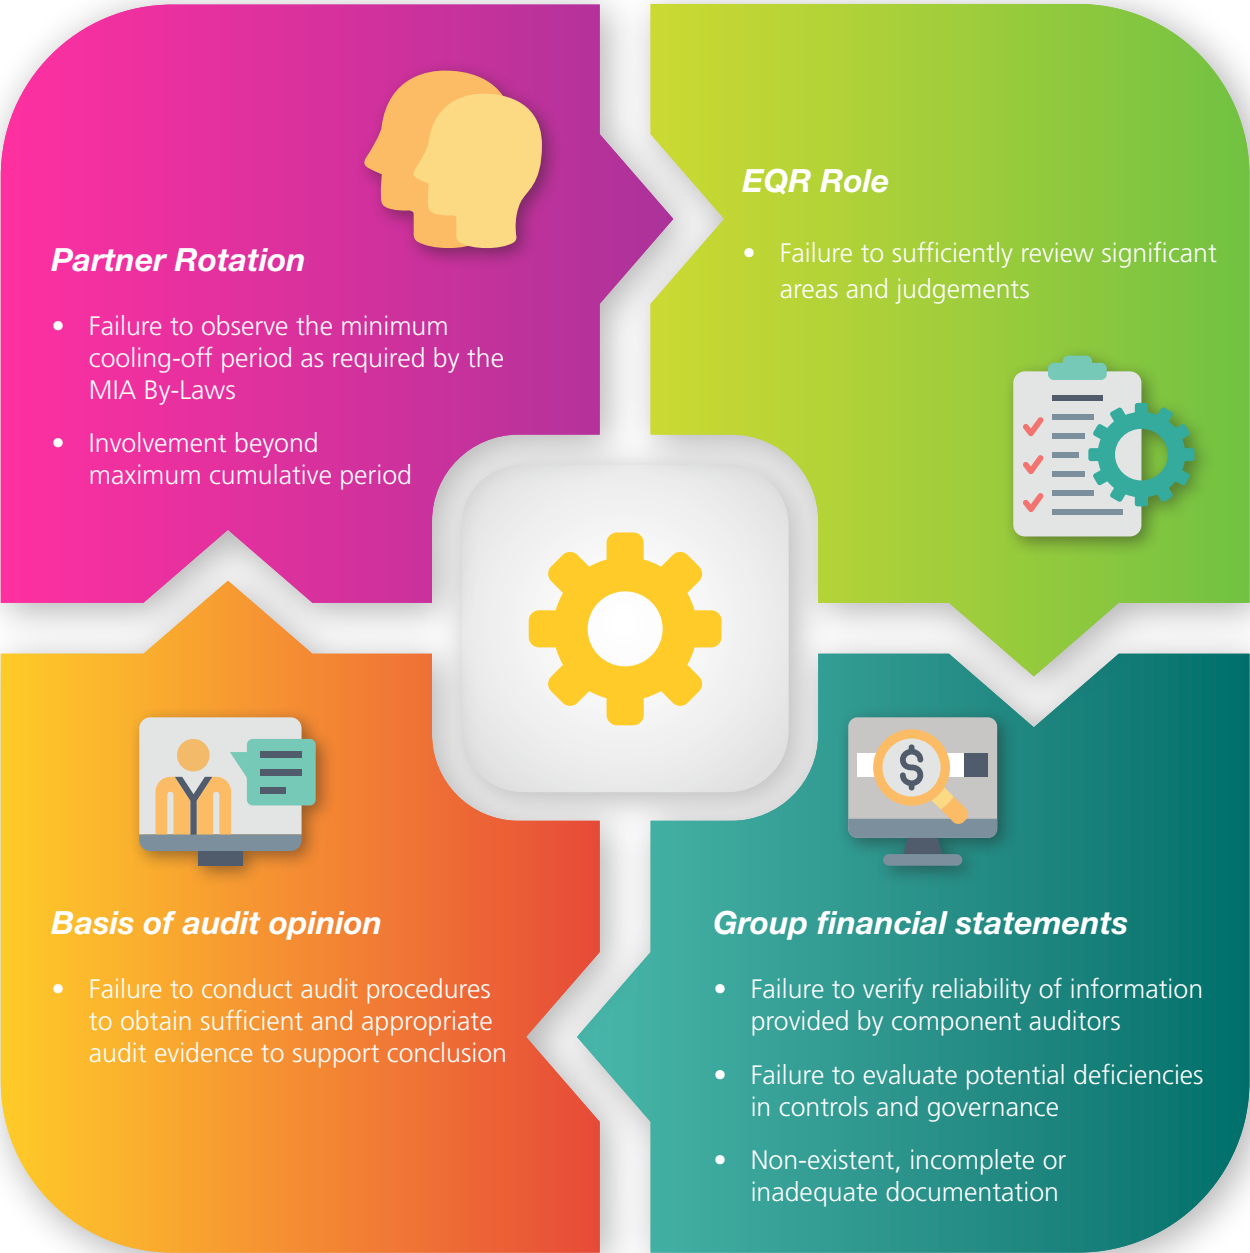 Partner Rotation
• Failure to observe the minimum
cooling-off period as required by the
MIA By-Laws
• Involvement beyond
maximum cumulative period
EQR Role
• Failure to sufficiently review significant
areas and judgements
Basis of audit opinion
• Failure to conduct audit procedures
to obtain sufficient and appropriate
audit evidence to support conclusion
$
Group financial statements
• Failure to verify reliability of information
provided by component auditors
• Failure to evaluate potential deficiencies
in controls and governance
• Non-existent, incomplete or
inadequate documentation